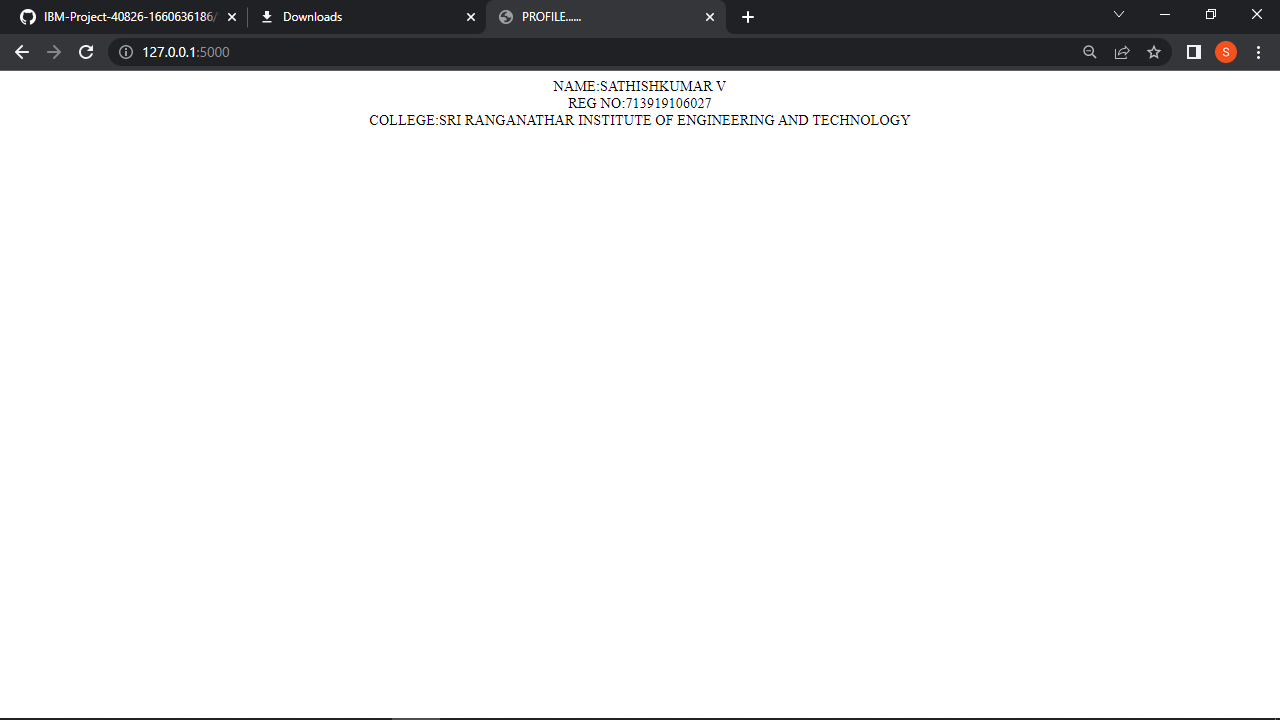 IBM-Project-40826-1660636186/
Downloads
PROFILE......
127.0.0.1:5000
S
NAME:SATHISHKUMAR V
REG NO:713919106027
COLLEGE:SRI RANGANATHAR INSTITUTE OF ENGINEERING AND TECHNOLOGY